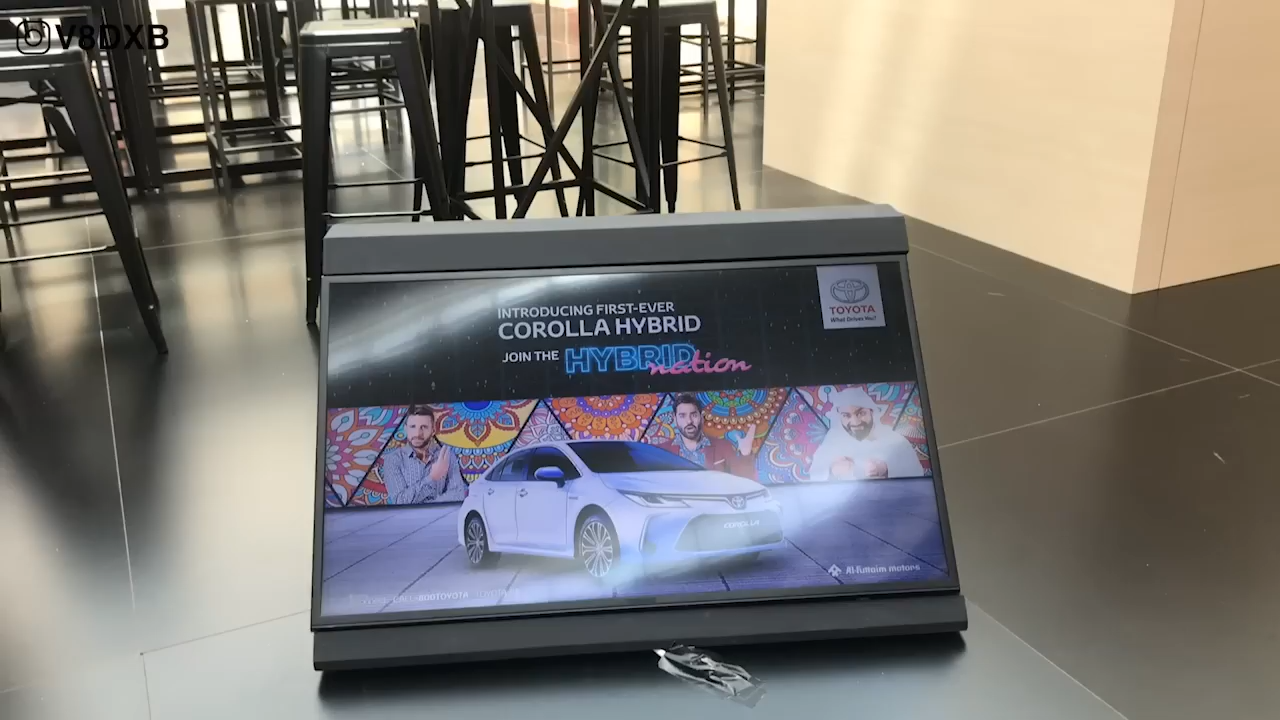 V8DXB
INTRODUCING FIRST-EVER
COROLLA HYBRID
JOIN THE HYBRID nation
TOYOTA
What Drives You?
COROLLA
Al-Futtaim motors
800TOYOTA